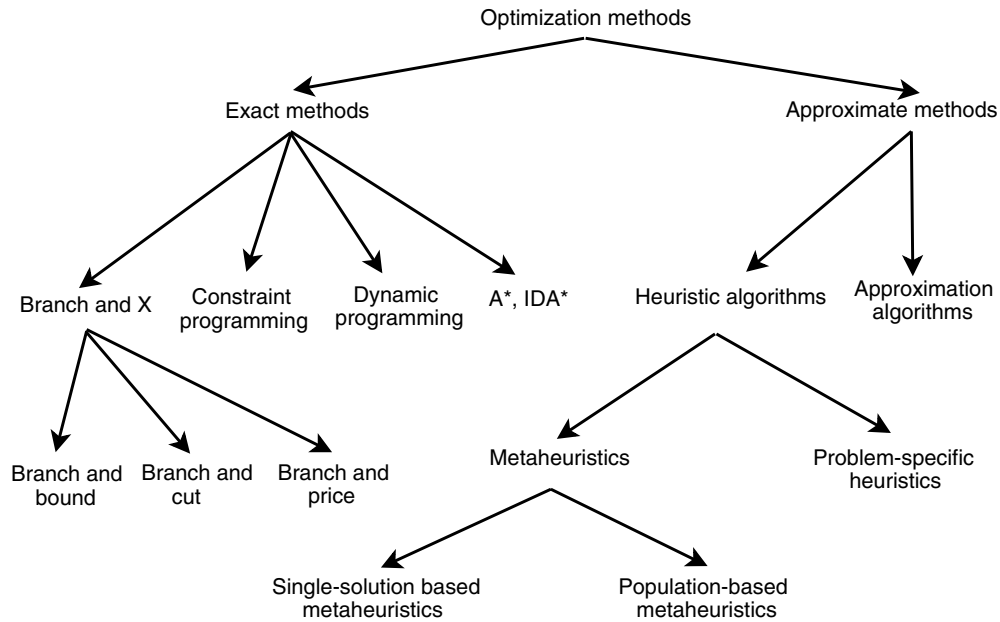 Optimization methods
Exact methods
Approximate methods
Branch and X
Constraint
programming
Dynamic
programming
A*, IDA*
Heuristic algorithms
Approximation
algorithms
Branch and
bound
Branch and
cut
Branch and
price
Metaheuristics
Problem-specific
heuristics
Single-solution based
metaheuristics
Population-based
metaheuristics